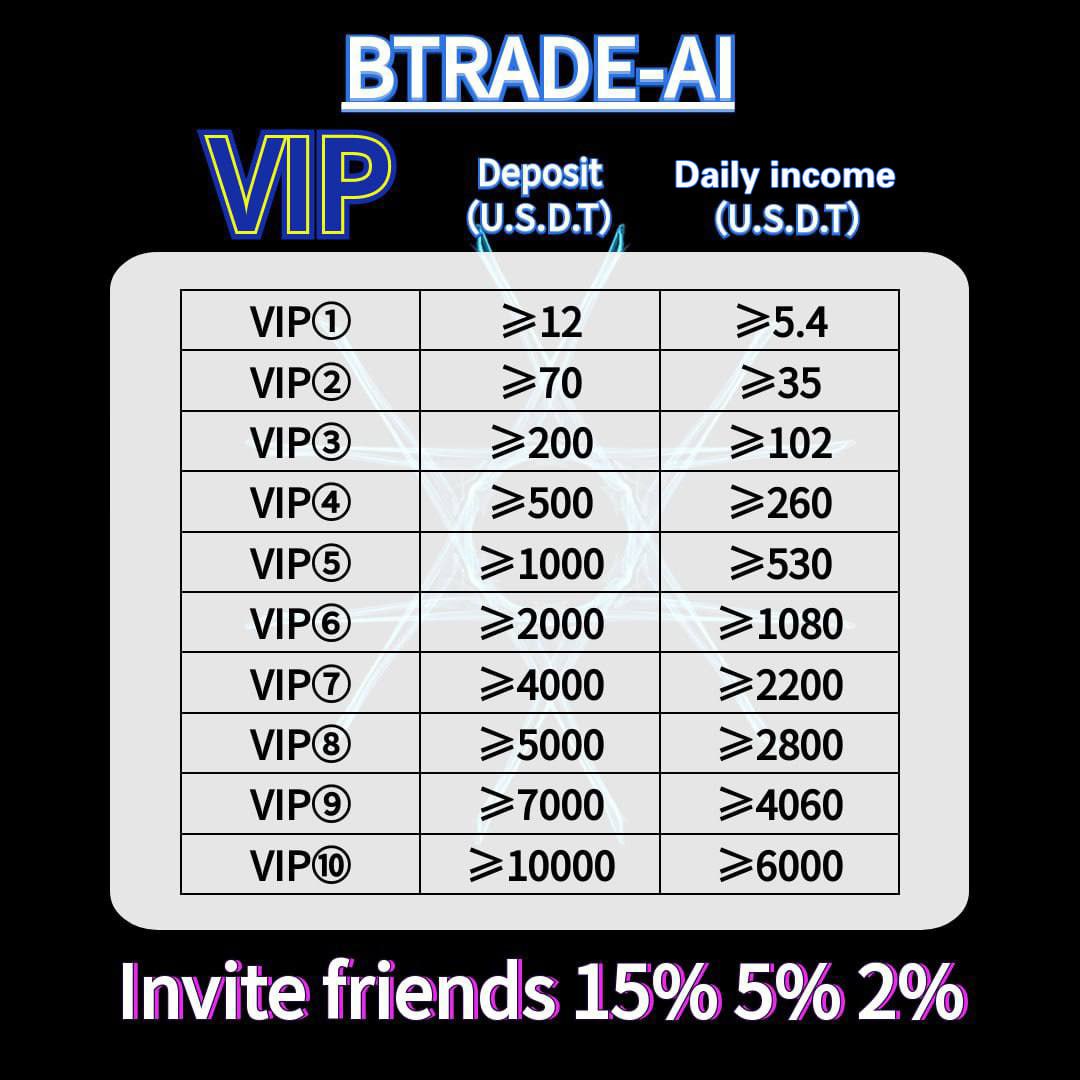 BTRADE-AI
VIP Deposit (U.S.D.T) Daily income (U.S.D.T)
VIP① ⩾12 ⩾5.4
VIP② ⩾70 ⩾35
VIP③ ⩾200 ⩾102
VIP④ ⩾500 ⩾260
VIP⑤ ⩾1000 ⩾530
VIP⑥ ⩾2000 ⩾1080
VIP⑦ ⩾4000 ⩾2200
VIP⑧ ⩾5000 ⩾2800
VIP⑨ ⩾7000 ⩾4060
VIP⑩ ⩾10000 ⩾6000
Invite friends 15% 5% 2%